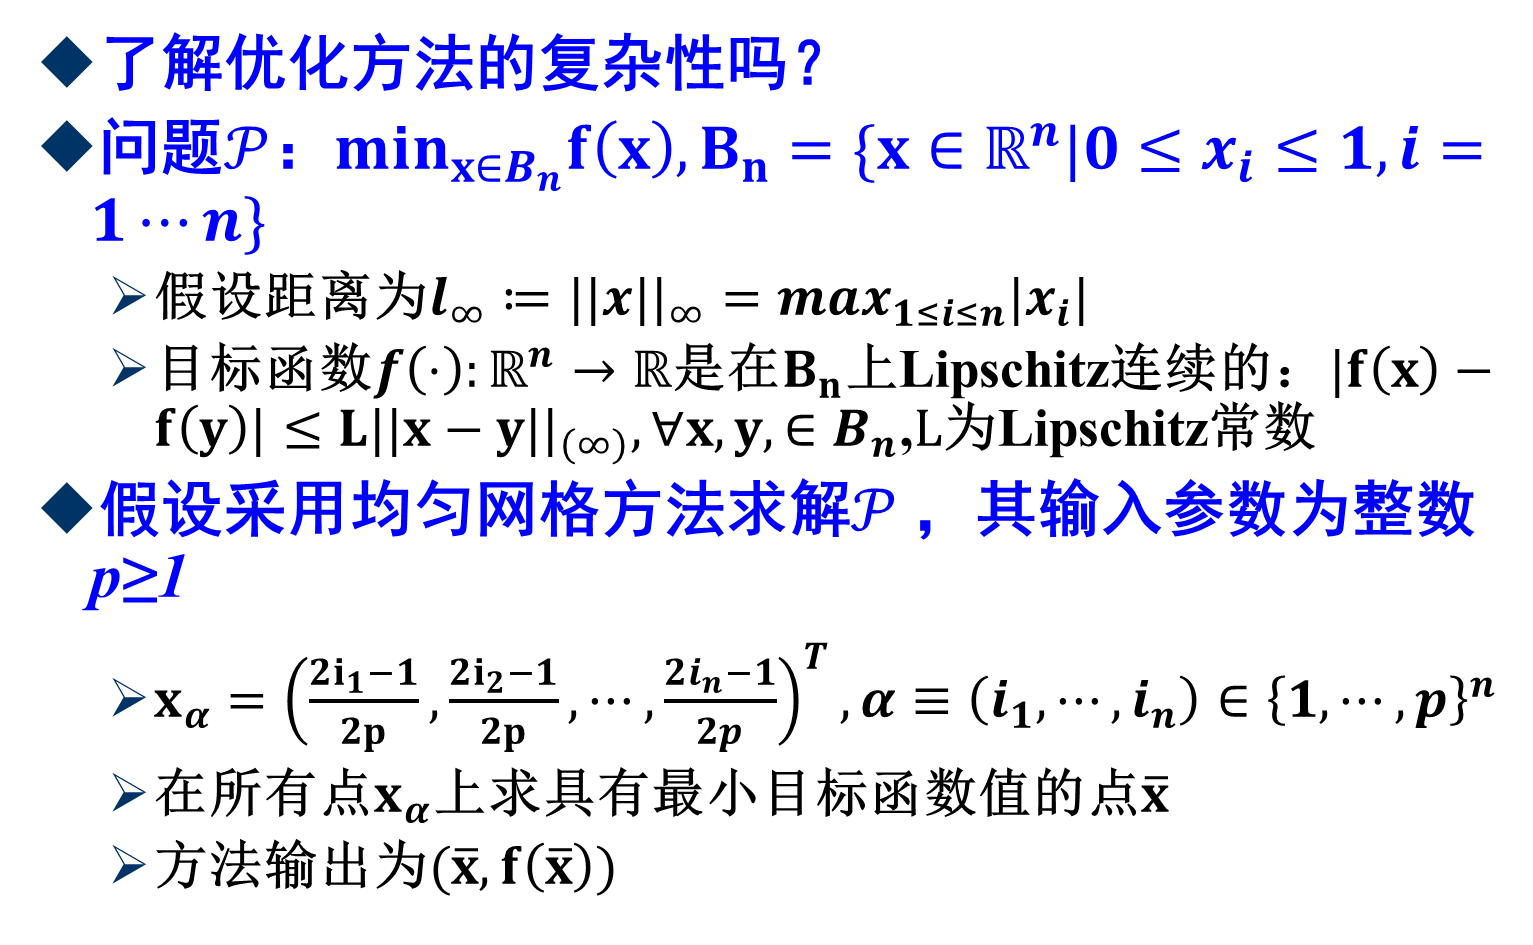 ◆了解优化方法的复杂性吗？
◆问题𝒫：min_{x∈B_n} f(x), B_n = {x ∈ ℝ^n|0 ≤ x_i ≤ 1, i =
1 ⋯ n}
➢假设距离为l_∞ ≔ ||x||_∞ = max_{1≤i≤n}|x_i|
➢目标函数f(·): ℝ^n → ℝ是在B_n上Lipschitz连续的：|f(x) −
f(y)| ≤ L||x − y||_{(∞)}, ∀x, y, ∈ B_n,L为Lipschitz常数
◆假设采用均匀网格方法求解𝒫 ，其输入参数为整数
p≥1
➢x_α = ((2i_1−1)/(2p), (2i_2−1)/(2p), ⋯, (2i_n−1)/(2p))^T, α ≡ (i_1, ⋯, i_n) ∈ {1, ⋯, p}^n
➢在所有点x_α上求具有最小目标函数值的点x̄
➢方法输出为(x̄, f(x̄))